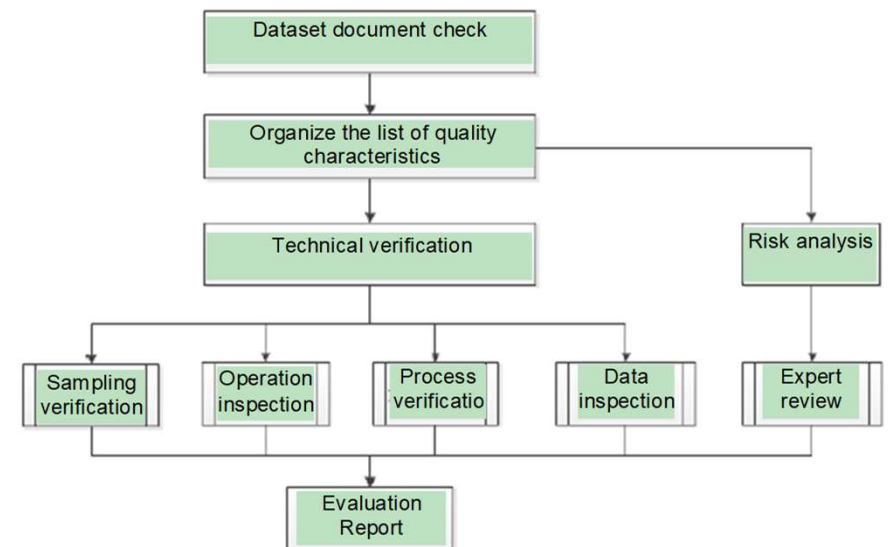 Dataset document check
Organize the list of quality
characteristics
Technical verification
Risk analysis
Sampling
verification
Operation
inspection
Process
verificatio
Data
inspection
Expert
review
Evaluation
Report